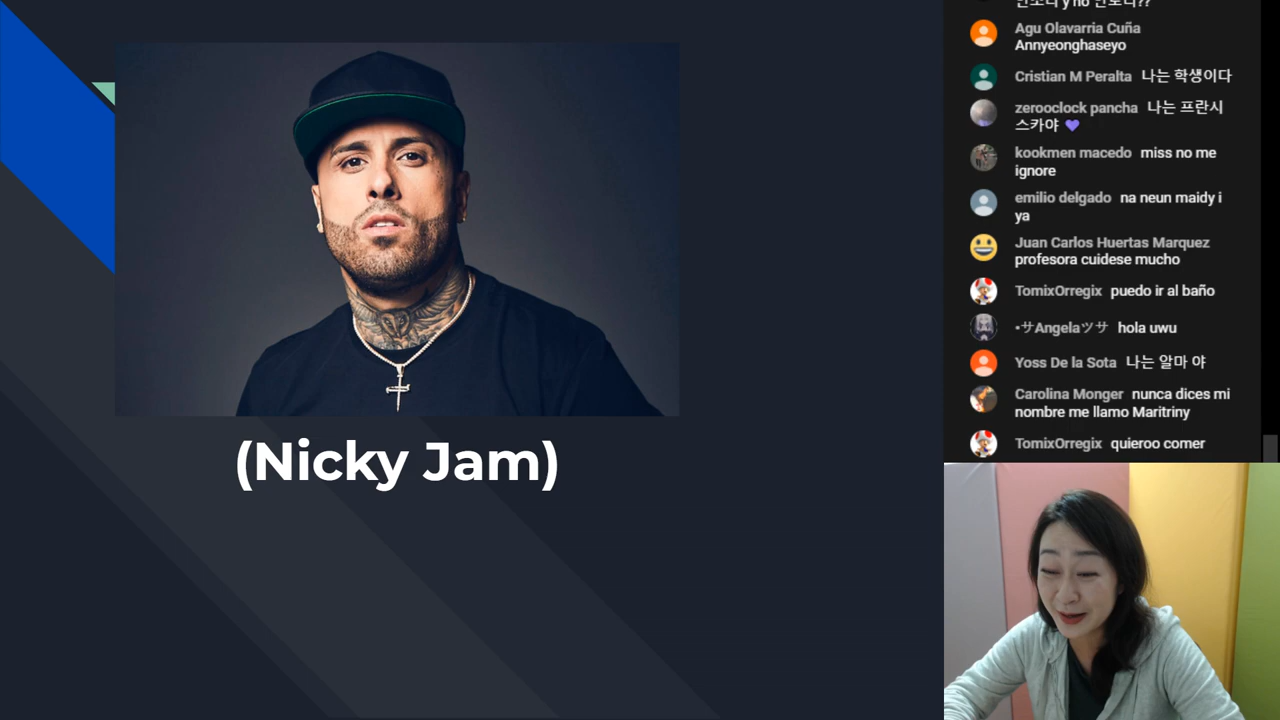 (Nicky Jam)
Agu Olavarria Cuña
Annyeonghaseyo
Cristian M Peralta 나는 학생이다
zerooclock pancha 나는 프란시
스카야 💜
kookmen macedo miss no me
ignore
emilio delgado na neun maidy i
ya
Juan Carlos Huertas Marquez
profesora cuidese mucho
TomixOrregix puedo ir al baño
•サAngelaツサ hola uwu
Yoss De la Sota 나는 알마 야
Carolina Monger nunca dices mi
nombre me llamo Maritriny
TomixOrregix quieroo comer